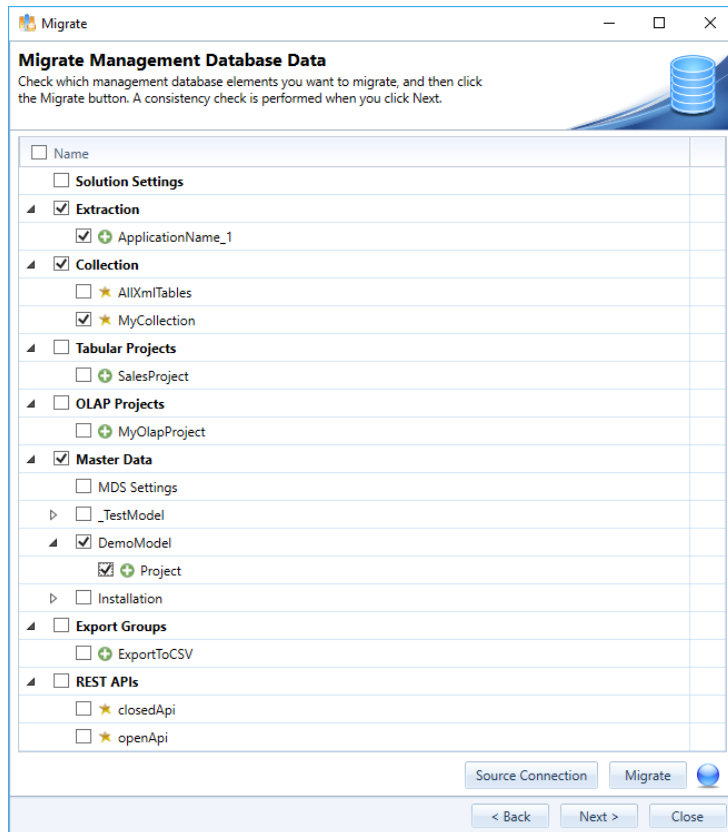 Migrate
Migrate Management Database Data
Check which management database elements you want to migrate, and then click
the Migrate button. A consistency check is performed when you click Next.
Name
Solution Settings
Extraction
ApplicationName_1
Collection
AllXmlTables
MyCollection
Tabular Projects
SalesProject
OLAP Projects
MyOlapProject
Master Data
MDS Settings
_TestModel
DemoModel
Project
Installation
Export Groups
ExportToCSV
REST APIs
closedApi
openApi
Source Connection Migrate
< Back Next > Close